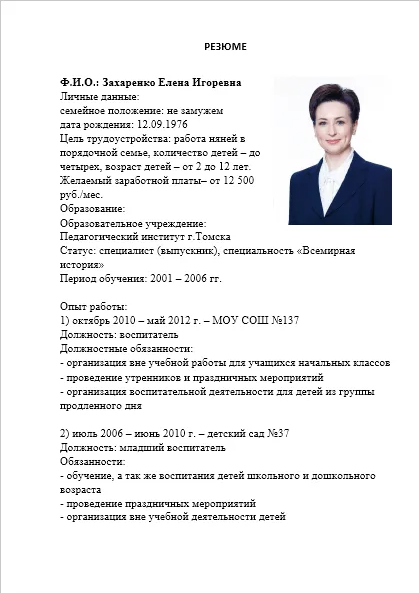 РЕЗЮМЕ
Ф.И.О.: Захаренко Елена Игоревна
Личные данные:
семейное положение: не замужем
дата рождения: 12.09.1976
Цель трудоустройства: работа няней в
порядочной семье, количество детей – до
четырех, возраст детей – от 2 до 12 лет.
Желаемый заработной платы– от 12 500
руб./мес.
Образование:
Образовательное учреждение:
Педагогический институт г.Томска
Статус: специалист (выпускник), специальность «Всемирная
история»
Период обучения: 2001 – 2006 гг.
Опыт работы:
1) октябрь 2010 – май 2012 г. – МОУ СОШ №137
Должность: воспитатель
Должностные обязанности:
- организация вне учебной работы для учащихся начальных классов
- проведение утренников и праздничных мероприятий
- организация воспитательной деятельности для детей из группы
продленного дня
2) июль 2006 – июнь 2010 г. – детский сад №37
Должность: младший воспитатель
Обязанности:
- обучение, а так же воспитания детей школьного и дошкольного
возраста
- проведение праздничных мероприятий
- организация вне учебной деятельности детей